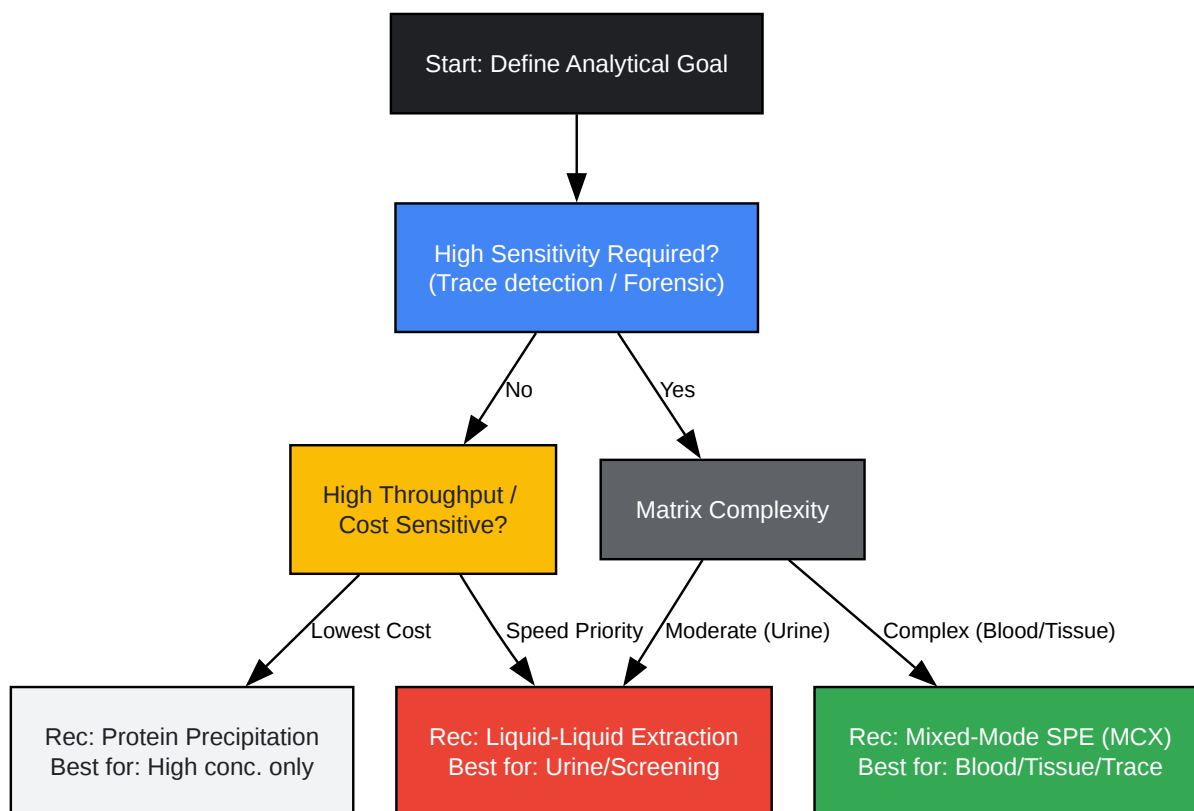 Start: Define Analytical Goal
High Sensitivity Required?
(Trace detection / Forensic)
No
Yes
High Throughput /
Cost Sensitive?
Matrix Complexity
Lowest Cost
Speed Priority
Moderate (Urine)
Complex (Blood/Tissue)
Rec: Protein Precipitation
Best for: High conc. only
Rec: Liquid-Liquid Extraction
Best for: Urine/Screening
Rec: Mixed-Mode SPE (MCX)
Best for: Blood/Tissue/Trace